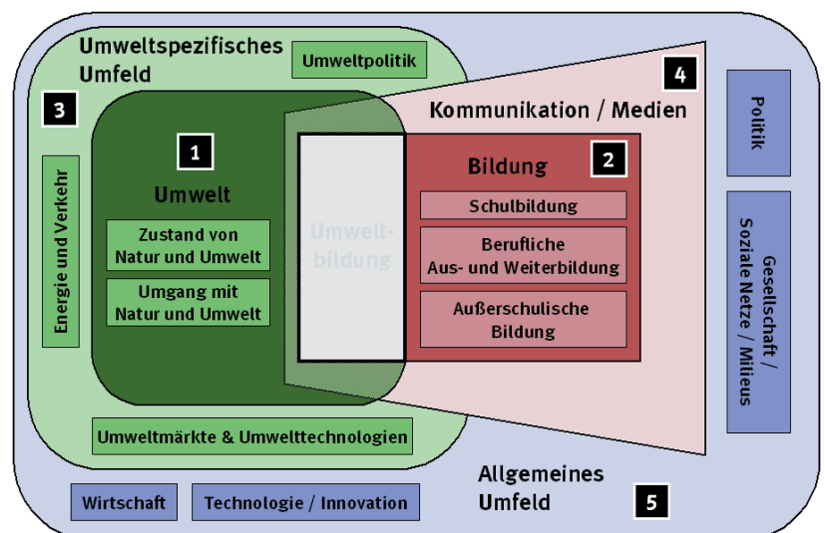 Umweltspezifisches
Umfeld
Umweltpolitik
3
4
Kommunikation / Medien
Politik
1
Umwelt
Zustand von
Natur und Umwelt
Umgang mit
Natur und Umwelt
Energie und Verkehr
Umwelt-
bildung
2
Bildung
Schulbildung
Berufliche
Aus- und Weiterbildung
Außerschulische
Bildung
Gesellschaft /
Soziale Netze / Milieus
Umweltmärkte & Umwelttechnologien
Wirtschaft
Technologie / Innovation
Allgemeines
Umfeld
5